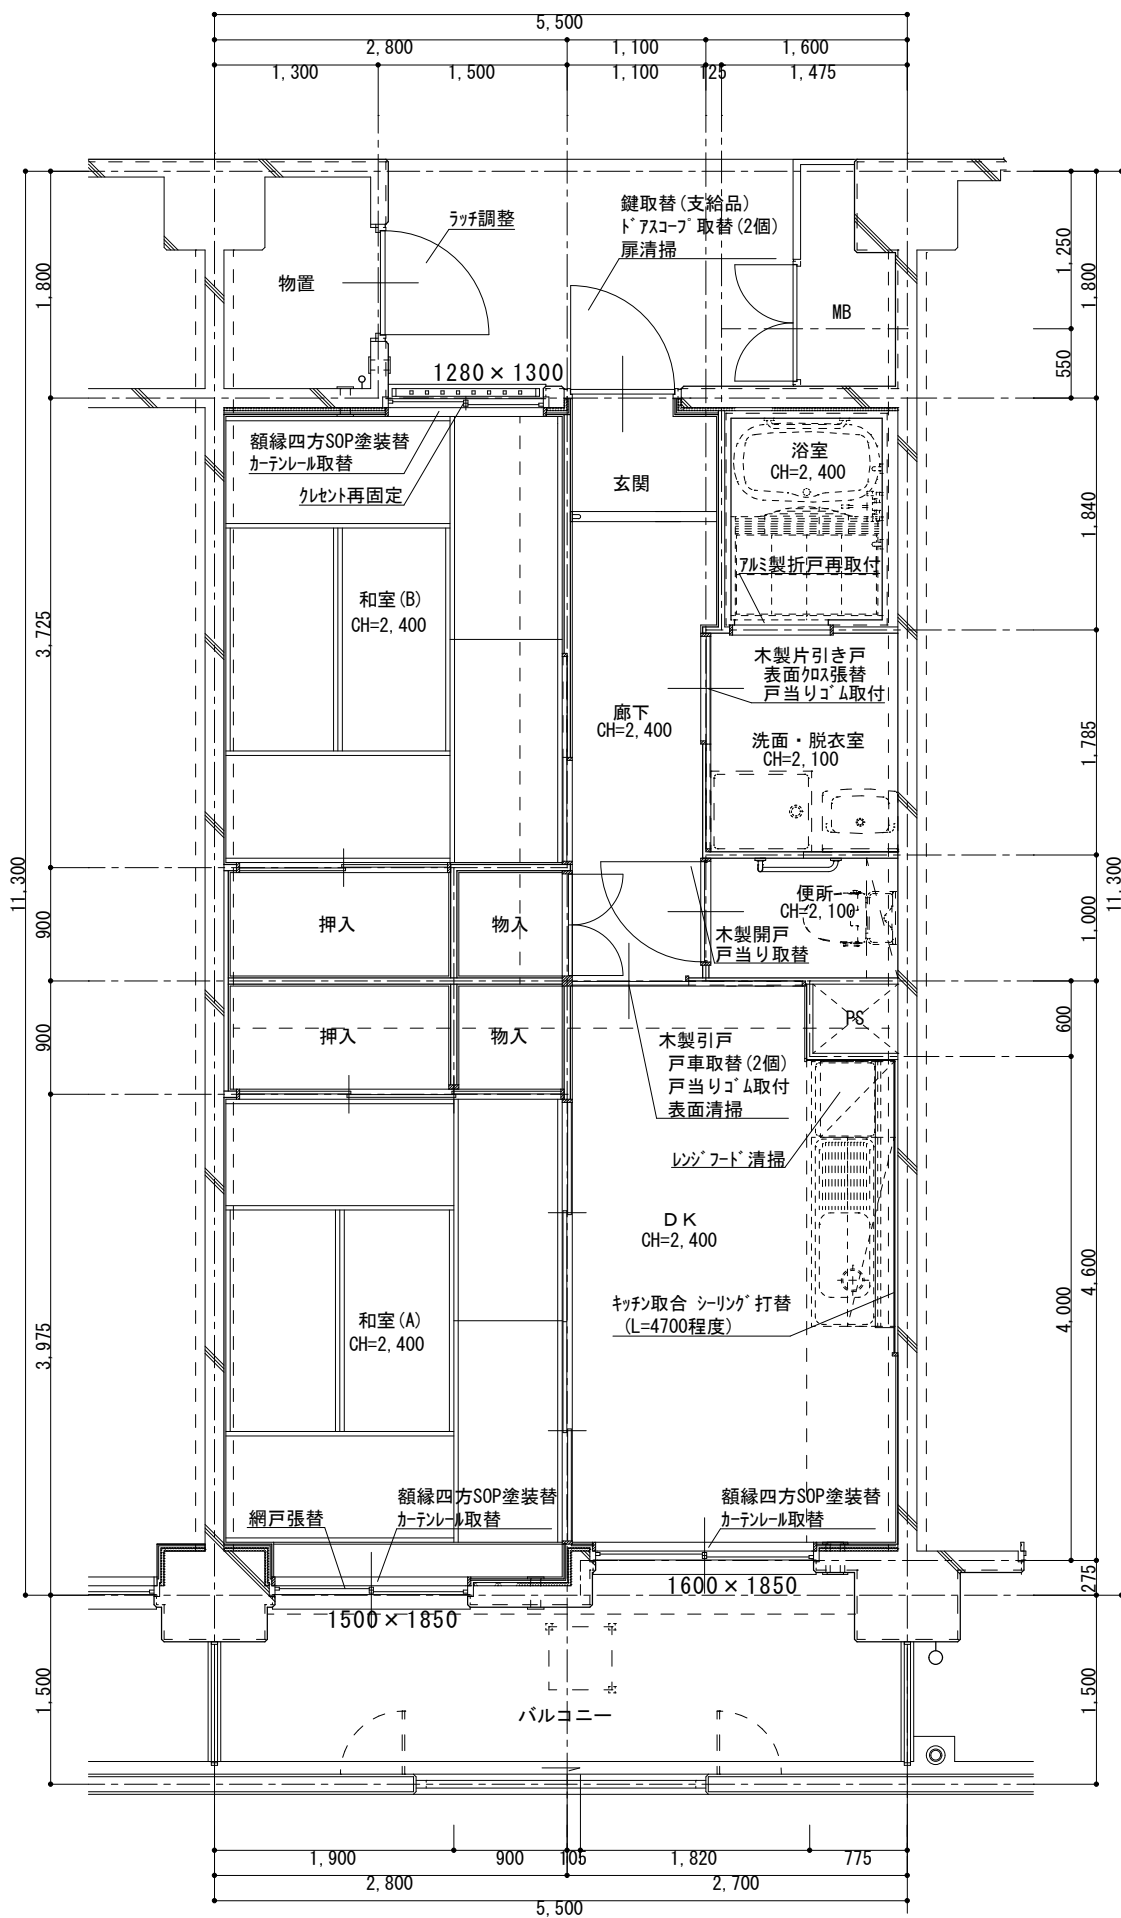 5,500
2,800
1,100
1,600
1,300
1,500
1,100
125
1,475
ラッチ調整
鍵取替(支給品)
ドアスコープ取替(2個)
扉清掃
物置
MB
1280×1300
1,800
1,250
1,800
550
額縁四方SOP塗装替
カーテンレール取替
クレセント再固定
玄関
浴室
CH=2,400
アルミ製折戸再取付
1,840
和室(B)
CH=2,400
3,725
木製片引き戸
表面クロス張替
戸当りゴム取付
廊下
CH=2,400
洗面・脱衣室
CH=2,100
1,785
11,300
11,300
900
押入
物入
便所
CH=2,100
木製開戸
戸当り取替
1,000
900
押入
物入
PS
600
木製引戸
戸車取替(2個)
戸当りゴム取付
表面清掃
レンジフード清掃
DK
CH=2,400
キッチン取合 シーリング打替
(L=4700程度)
4,600
4,000
和室(A)
CH=2,400
3,975
網戸張替
額縁四方SOP塗装替
カーテンレール取替
額縁四方SOP塗装替
カーテンレール取替
1500×1850
1600×1850
275
1,500
バルコニー
1,500
1,900
900
105
1,820
775
2,800
2,700
5,500